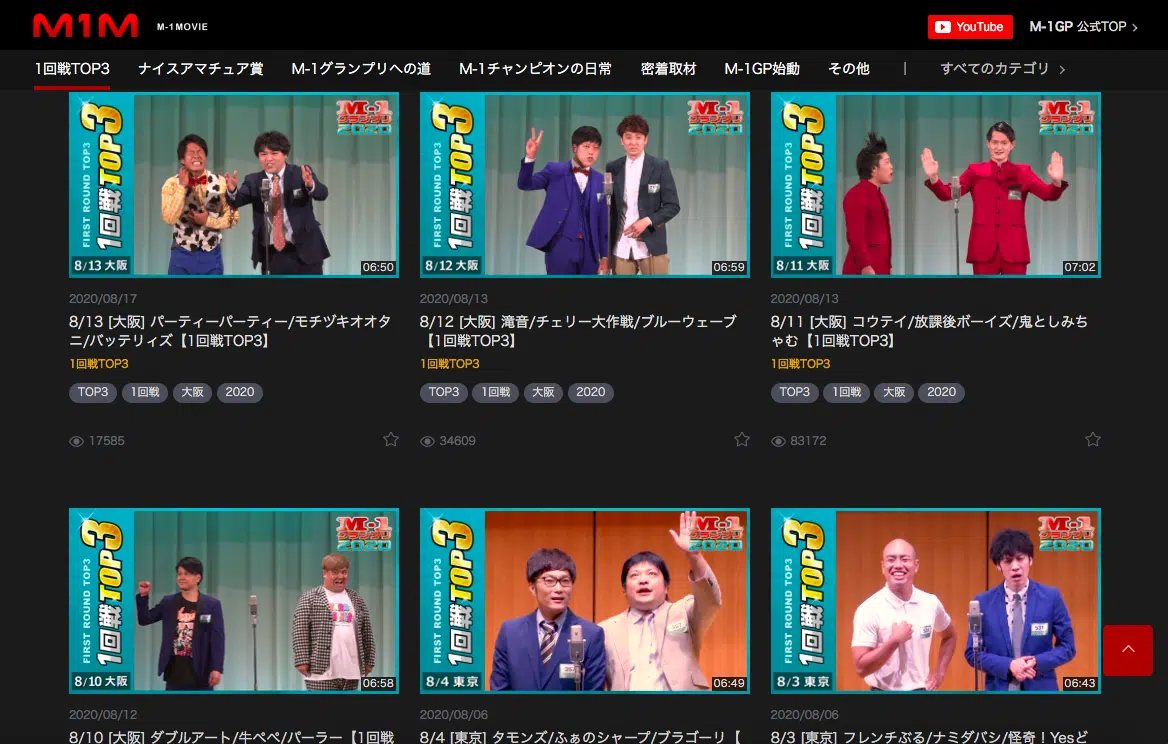 M1M M-1MOVIE YouTube M-1GP 公式TOP
1回戦TOP3 ナイスアマチュア賞 M-1グランプリへの道 M-1チャンピオンの日常 密着取材 M-1GP始動 その他 | すべてのカテゴリ
FIRST ROUND TOP3
1回戦TOP3
M-1グランプリ2020
8/13 大阪
06:50
FIRST ROUND TOP3
1回戦TOP3
M-1グランプリ2020
8/12 大阪
06:59
FIRST ROUND TOP3
1回戦TOP3
M-1グランプリ2020
8/11 大阪
07:02
2020/08/17
8/13 [大阪] パーティーパーティー/モチヅキオオタ
ニ/バッテリィズ【1回戦TOP3】
1回戦TOP3
TOP3 1回戦 大阪 2020
17585
2020/08/13
8/12 [大阪] 滝音/チェリー大作戦/ブルーウェーブ
【1回戦TOP3】
1回戦TOP3
TOP3 1回戦 大阪 2020
34609
2020/08/13
8/11 [大阪] コウテイ/放課後ボーイズ/鬼としみち
ゃむ【1回戦TOP3】
1回戦TOP3
TOP3 1回戦 大阪 2020
83172
FIRST ROUND TOP3
1回戦TOP3
M-1グランプリ2020
8/10 大阪
06:58
FIRST ROUND TOP3
1回戦TOP3
M-1グランプリ2020
8/4 東京
06:49
FIRST ROUND TOP3
1回戦TOP3
M-1グランプリ2020
8/3 東京
06:43
2020/08/12
8/10 [大阪] ダブルアート/牛ぺぺ/パーラー【1回戦
2020/08/06
8/4 [東京] タモンズ/ふぁのシャープ/ブラゴーリ【
2020/08/06
8/3 [東京] フレンチぶる/ナミダバシ/怪奇！Yesど